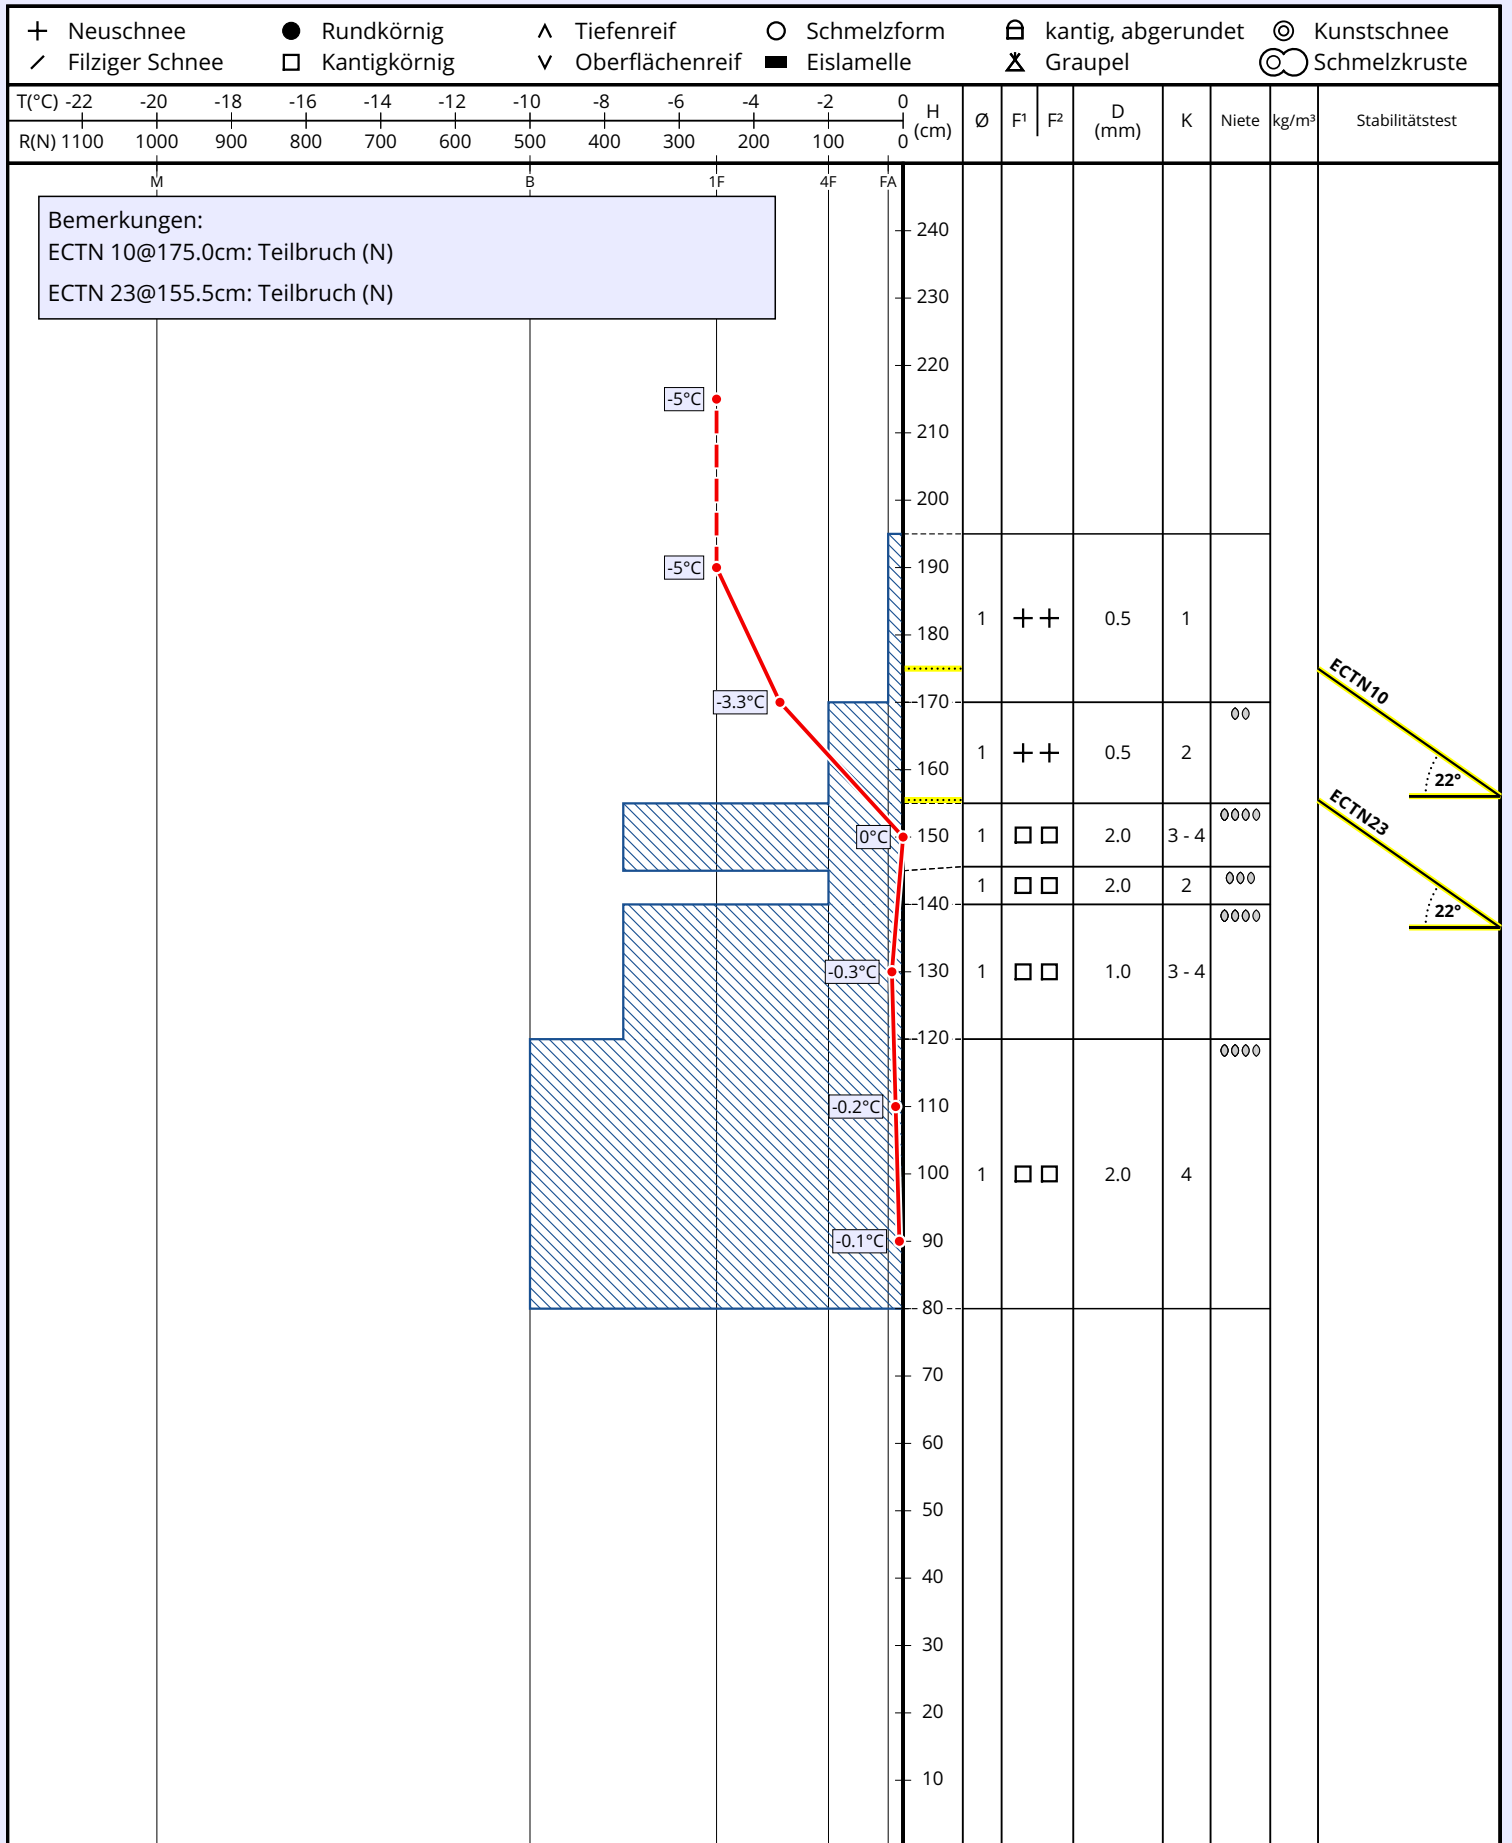 Neuschnee Rundkörnig Tiefenreif Schmelzform kantig, abgerundet Kunstschnee
Filziger Schnee Kantigkörnig Oberflächenreif Eislamelle Graupel Schmelzkruste
T(°C) -22 -20 -18 -16 -14 -12 -10 -8 -6 -4 -2 0
R(N) 1100 1000 900 800 700 600 500 400 300 200 100 0
H (cm) Ø F¹ F² D (mm) K Niete kg/m³ Stabilitätstest
M B 1F 4F FA
Bemerkungen:
ECTN 10@175.0cm: Teilbruch (N)
ECTN 23@155.5cm: Teilbruch (N)
240
230
220
-5°C
210
200
-5°C 190
1 0.5 1
180
ECTN10
-3.3°C 170
1 0.5 2
160
22°
ECTN23
0°C 150 1 2.0 3 - 4
1 2.0 2
140
22°
-0.3°C 130 1 1.0 3 - 4
120
-0.2°C 110
100 1 2.0 4
-0.1°C 90
80
70
60
50
40
30
20
10